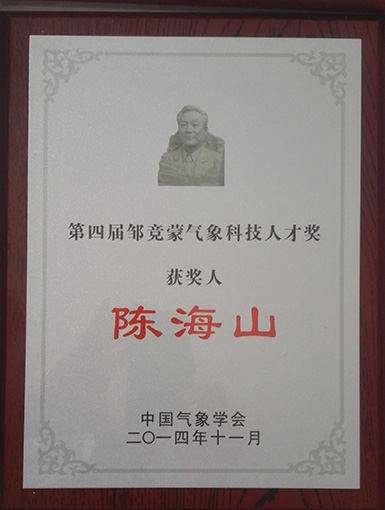 第四届邹竞蒙气象科技人才奖
获奖人
陈海山
中国气象学会
二〇一四年十一月